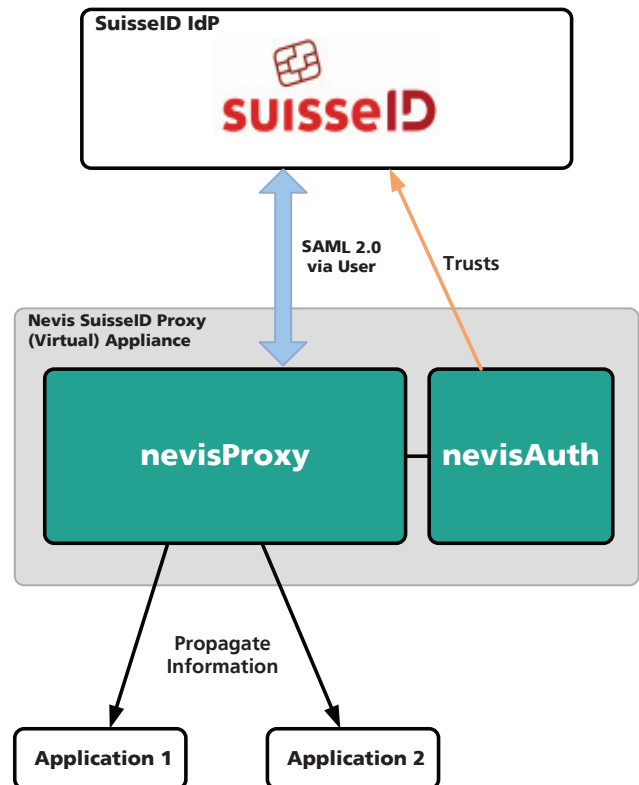 SuisseID IdP
suisseID
SAML 2.0
via User
Trusts
Nevis SuisseID Proxy
(Virtual) Appliance
nevisProxy
nevisAuth
Propagate
Information
Application 1
Application 2